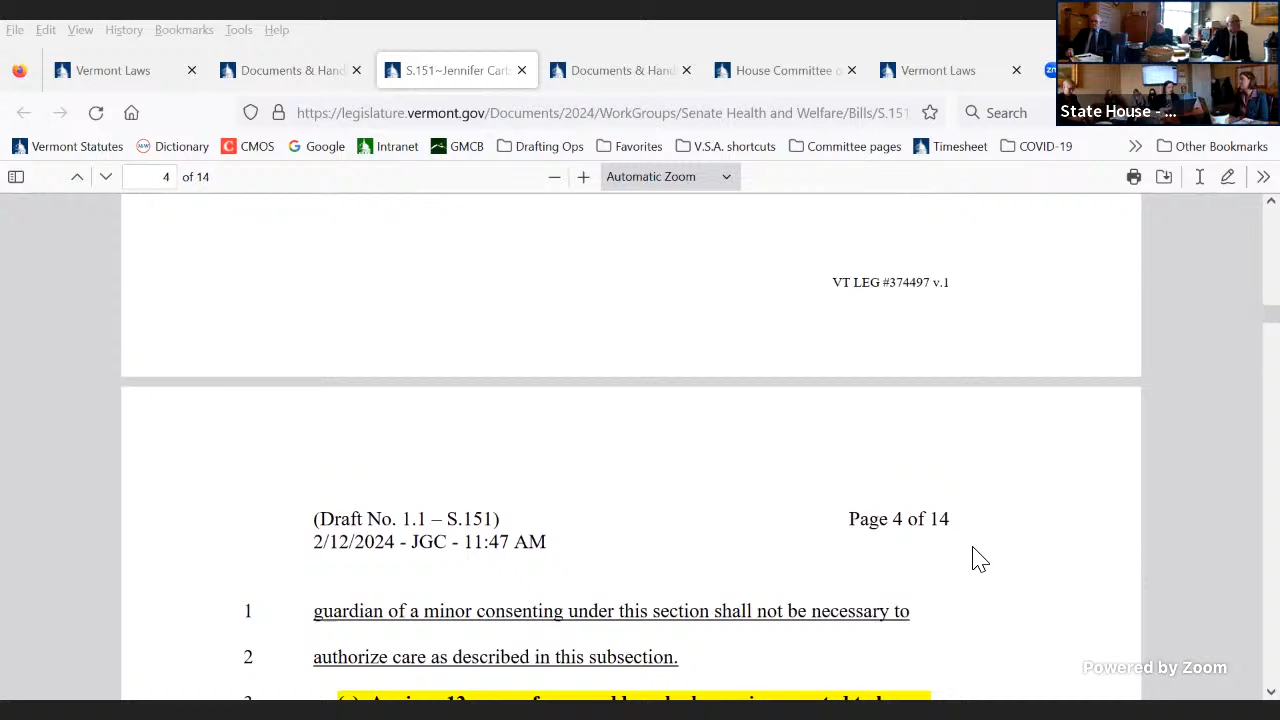 File Edit View History Bookmarks Tools Help
Vermont Laws Documents & Hand S.151~Jennifer Cart Documents & Hand House Committee o Vermont Laws zn
https://legislature.vermont.gov/Documents/2024/WorkGroups/Senate Health and Welfare/Bills/S.151 Search
State House - ...
Vermont Statutes Dictionary CMOS Google Intranet GMCB Drafting Ops Favorites V.S.A. shortcuts Committee pages Timesheet COVID-19 Other Bookmarks
4 of 14 Automatic Zoom
VT LEG #374497 v.1
(Draft No. 1.1 – S.151) Page 4 of 14
2/12/2024 - JGC - 11:47 AM
1 guardian of a minor consenting under this section shall not be necessary to
2 authorize care as described in this subsection.
Powered by Zoom